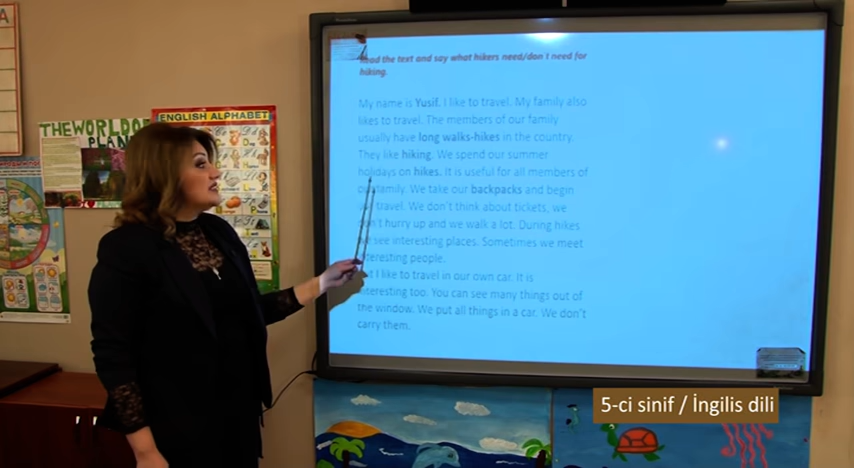 THE WORLD OF
PLAN
ENGLISH ALPHABET
Read the text and say what hikers need/don't need for
hiking.
My name is Yusif. I like to travel. My family also
likes to travel. The members of our family
usually have long walks-hikes in the country.
They like hiking. We spend our summer
holidays on hikes. It is useful for all members of
our family. We take our backpacks and begin
travel. We don't think about tickets, we
don't hurry up and we walk a lot. During hikes
we see interesting places. Sometimes we meet
interesting people.
But I like to travel in our own car. It is
interesting too. You can see many things out of
the window. We put all things in a car. We don't
carry them.
5-ci sinif / İngilis dili